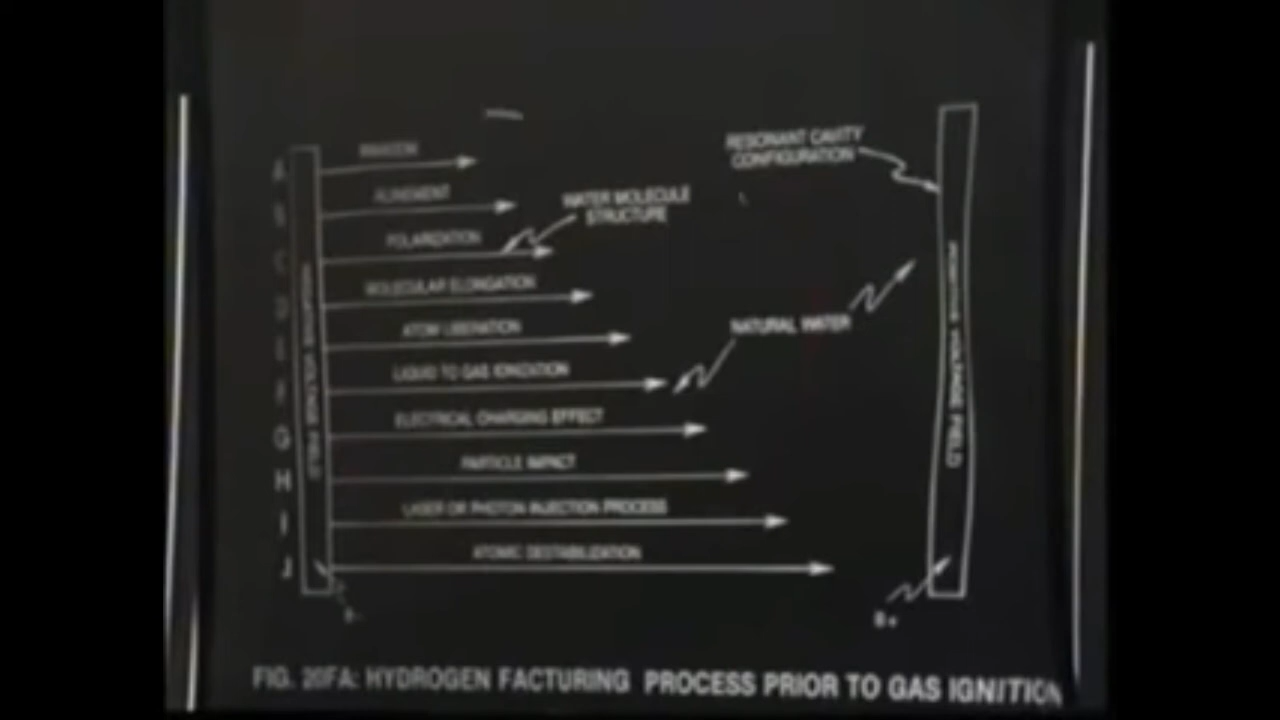 A
RANDOM
ALINEMENT
POLARIZATION
MOLECULAR ELONGATION
ATOM LIBERATION
LIQUID TO GAS IONIZATION
G
ELECTRICAL CHARGING EFFECT
H
PARTICLE IMPACT
I
LASER OR PHOTON INJECTION PROCESS
J
ATOMIC DESTABILIZATION
NEGATIVE VOLTAGE FIELD
WATER MOLECULE
STRUCTURE
RESONANT CAVITY
CONFIGURATION
NATURAL WATER
POSITIVE VOLTAGE FIELD
B-
B+
FIG. 20FA: HYDROGEN FACTURING PROCESS PRIOR TO GAS IGNITION